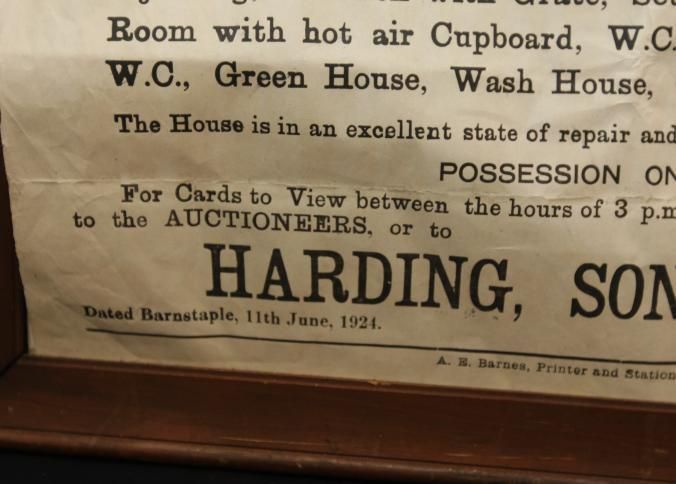 with Grate,
Room with hot air Cupboard, W.C.
W.C., Green House, Wash House,
The House is in an excellent state of repair and
POSSESSION ON
For Cards to View between the hours of 3 p.m
to the AUCTIONEERS, or to
HARDING, SON
Dated Barnstaple, 11th June, 1924.
A. E. Barnes, Printer and Station